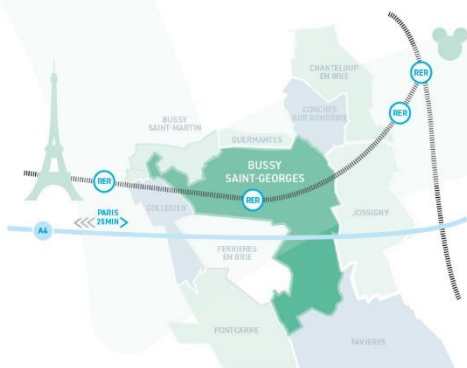 CHANTELOUP
EN BRIE
RER
CONCHES
SUR GONDOIRE
RER
BUSSY
SAINT-MARTIN
GUERMANTES
BUSSY
SAINT-GEORGES
RER
RER
COLLEGIEN
JOSSIGNY
PARIS
25MIN
A4
FERRIERES
EN BRIE
PONTCARRE
FAVIERES